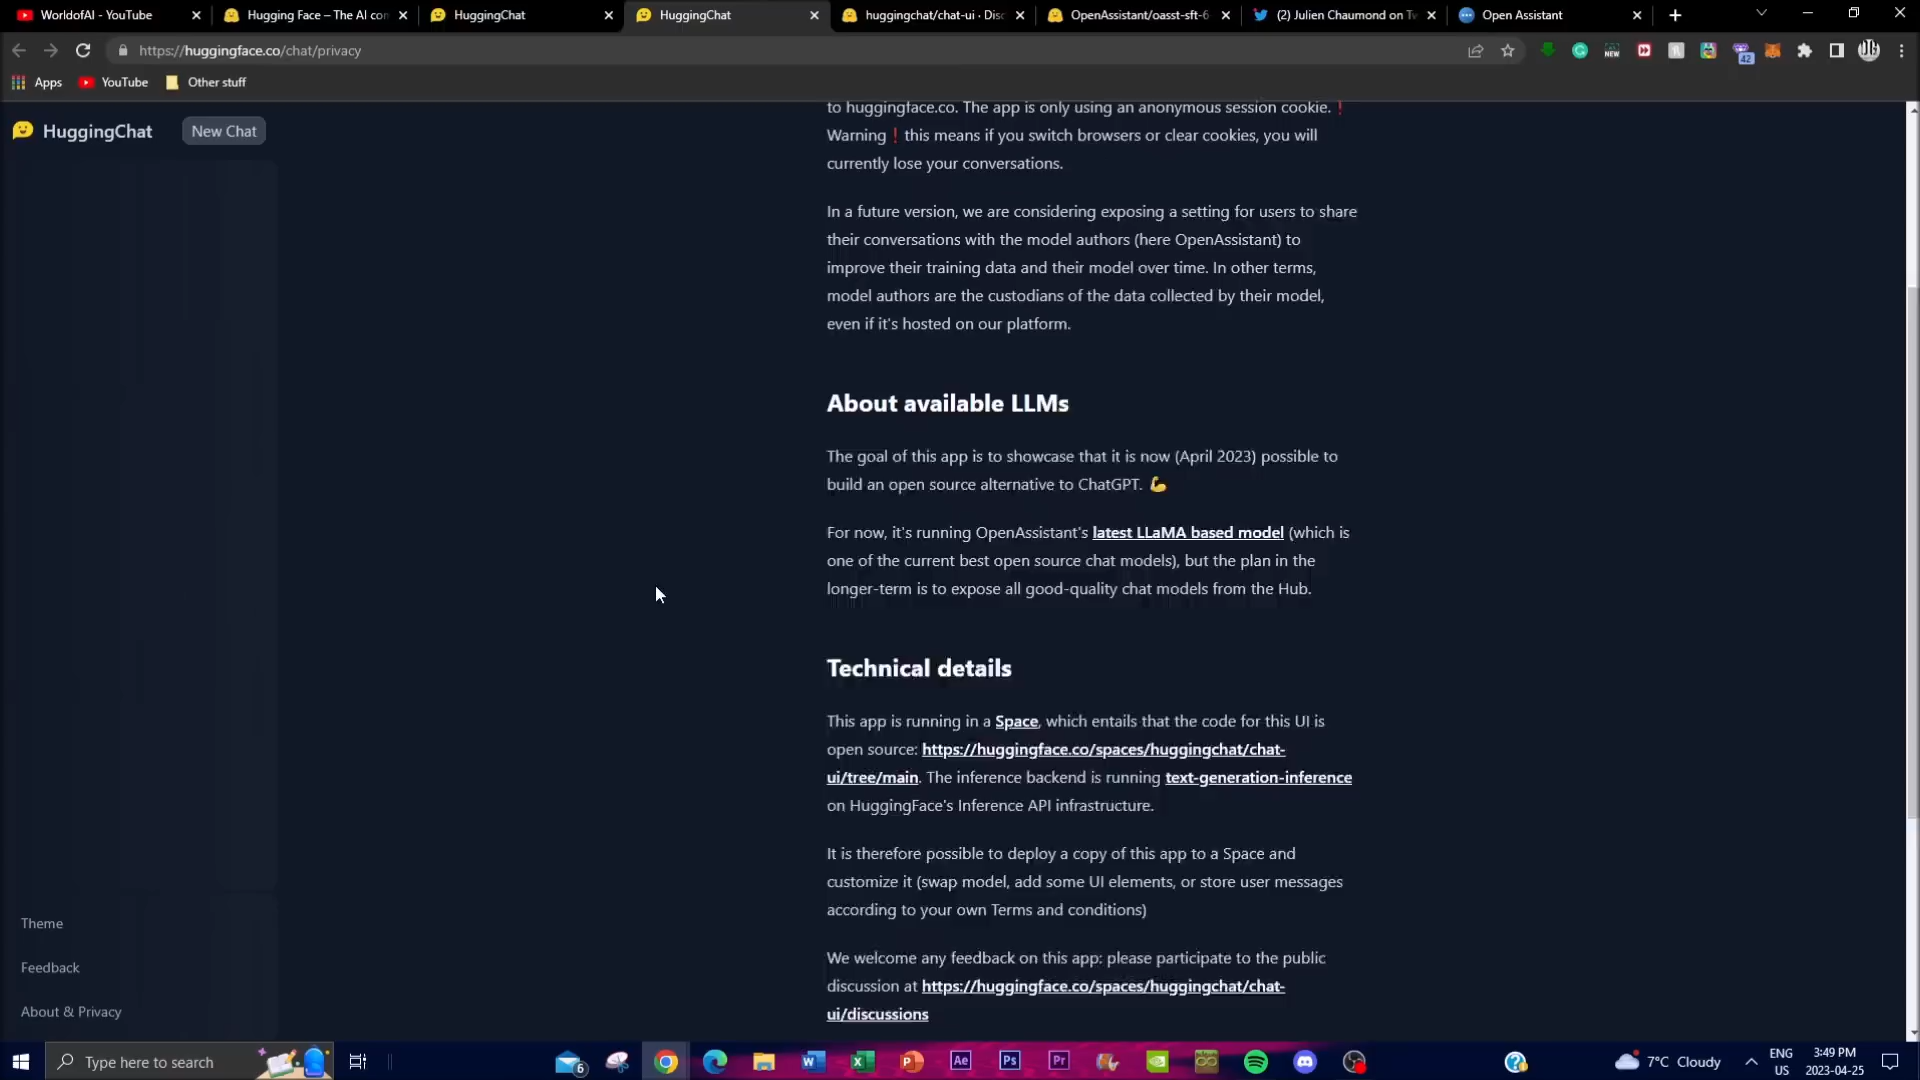 WorldofAI - YouTube
Hugging Face – The AI con
HuggingChat
HuggingChat
huggingchat/chat-ui · Disc
OpenAssistant/oasst-sft-6
(2) Julien Chaumond on Tw
Open Assistant
https://huggingface.co/chat/privacy
NEW
42
Apps
YouTube
Other stuff
HuggingChat
New Chat
to huggingface.co. The app is only using an anonymous session cookie. ❗
Warning ❗ this means if you switch browsers or clear cookies, you will
currently lose your conversations.
In a future version, we are considering exposing a setting for users to share
their conversations with the model authors (here OpenAssistant) to
improve their training data and their model over time. In other terms,
model authors are the custodians of the data collected by their model,
even if it's hosted on our platform.
About available LLMs
The goal of this app is to showcase that it is now (April 2023) possible to
build an open source alternative to ChatGPT. 💪
For now, it's running OpenAssistant's latest LLaMA based model (which is
one of the current best open source chat models), but the plan in the
longer-term is to expose all good-quality chat models from the Hub.
Technical details
This app is running in a Space, which entails that the code for this UI is
open source: https://huggingface.co/spaces/huggingchat/chat-
ui/tree/main. The inference backend is running text-generation-inference
on HuggingFace's Inference API infrastructure.
It is therefore possible to deploy a copy of this app to a Space and
customize it (swap model, add some UI elements, or store user messages
according to your own Terms and conditions)
We welcome any feedback on this app: please participate to the public
discussion at https://huggingface.co/spaces/huggingchat/chat-
ui/discussions
Theme
Feedback
About & Privacy
Type here to search
6
Ae
Ps
Pr
7°C Cloudy
ENG
US
3:49 PM
2023-04-25